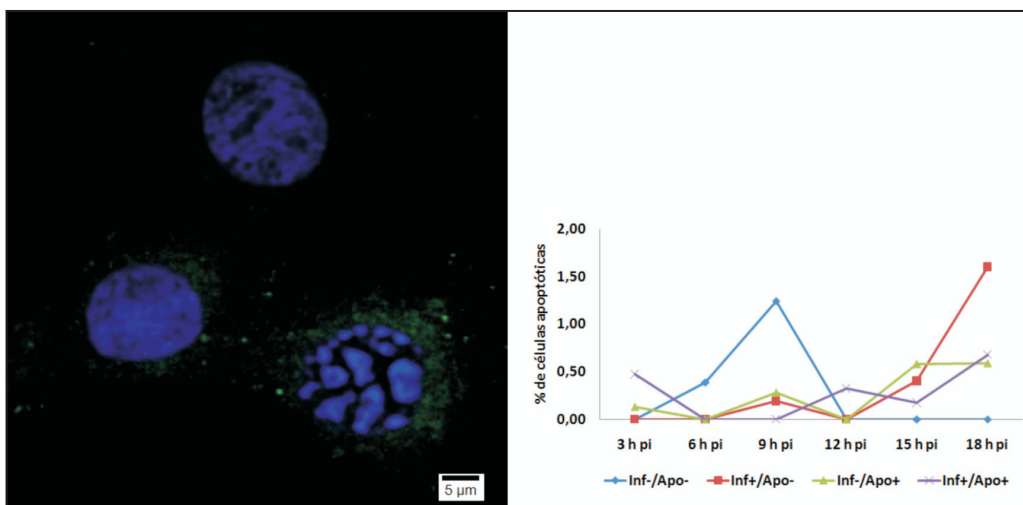 5 µm
% de células apoptóticas
2,00
1,50
1,00
0,50
0,00
3 h pi 6 h pi 9 h pi 12 h pi 15 h pi 18 h pi
Inf-/Apo- Inf+/Apo- Inf-/Apo+ Inf+/Apo+